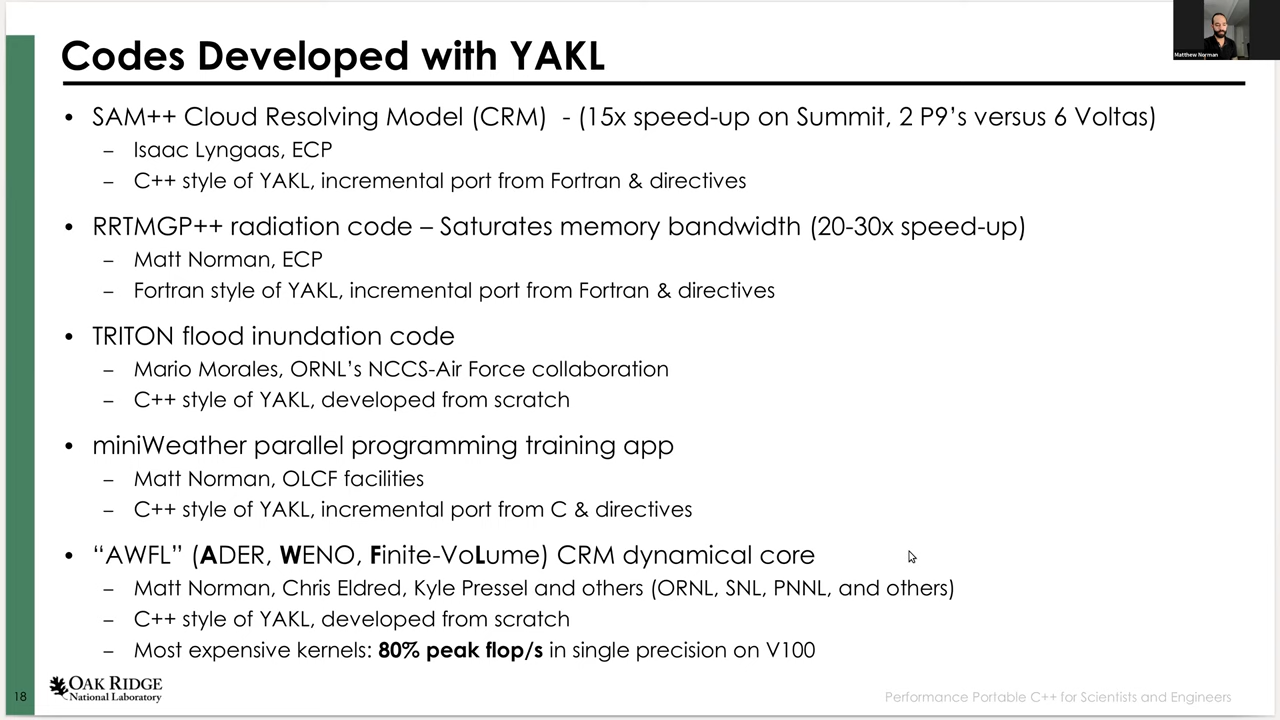 Codes Developed with YAKL
Matthew Norman
• SAM++ Cloud Resolving Model (CRM) - (15x speed-up on Summit, 2 P9’s versus 6 Voltas)
– Isaac Lyngaas, ECP
– C++ style of YAKL, incremental port from Fortran & directives
• RRTMGP++ radiation code – Saturates memory bandwidth (20-30x speed-up)
– Matt Norman, ECP
– Fortran style of YAKL, incremental port from Fortran & directives
• TRITON flood inundation code
– Mario Morales, ORNL’s NCCS-Air Force collaboration
– C++ style of YAKL, developed from scratch
• miniWeather parallel programming training app
– Matt Norman, OLCF facilities
– C++ style of YAKL, incremental port from C & directives
• “AWFL” (ADER, WENO, Finite-VoLume) CRM dynamical core
– Matt Norman, Chris Eldred, Kyle Pressel and others (ORNL, SNL, PNNL, and others)
– C++ style of YAKL, developed from scratch
– Most expensive kernels: 80% peak flop/s in single precision on V100
18
OAK RIDGE
National Laboratory
Performance Portable C++ for Scientists and Engineers